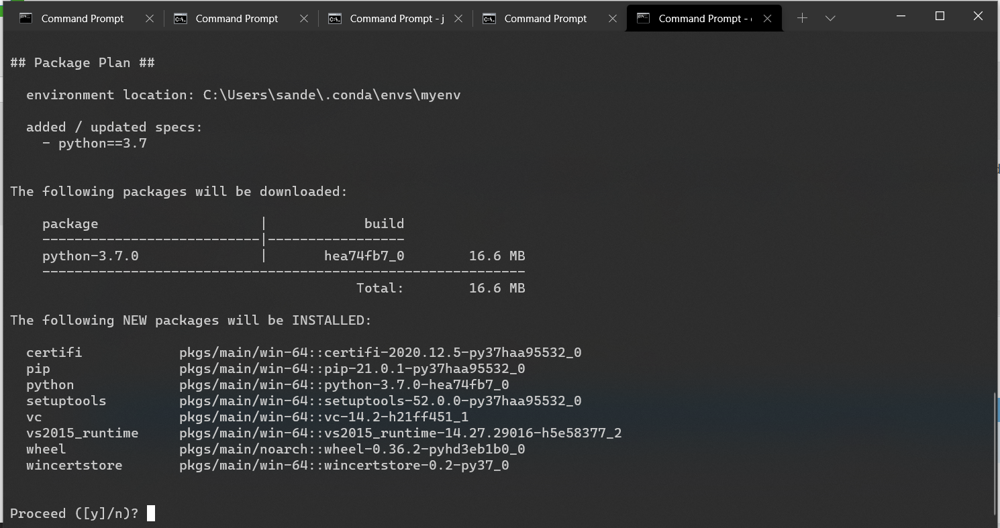 Command Prompt
Command Prompt
Command Prompt - j
Command Prompt
Command Prompt -
## Package Plan ##
environment location: C:\Users\sande\.conda\envs\myenv
added / updated specs:
- python==3.7
The following packages will be downloaded:
package | build
---------------------------|-----------------
python-3.7.0 | hea74fb7_0 16.6 MB
------------------------------------------------------------
Total: 16.6 MB
The following NEW packages will be INSTALLED:
certifi pkgs/main/win-64::certifi-2020.12.5-py37haa95532_0
pip pkgs/main/win-64::pip-21.0.1-py37haa95532_0
python pkgs/main/win-64::python-3.7.0-hea74fb7_0
setuptools pkgs/main/win-64::setuptools-52.0.0-py37haa95532_0
vc pkgs/main/win-64::vc-14.2-h21ff451_1
vs2015_runtime pkgs/main/win-64::vs2015_runtime-14.27.29016-h5e58377_2
wheel pkgs/main/noarch::wheel-0.36.2-pyhd3eb1b0_0
wincertstore pkgs/main/win-64::wincertstore-0.2-py37_0
Proceed ([y]/n)?